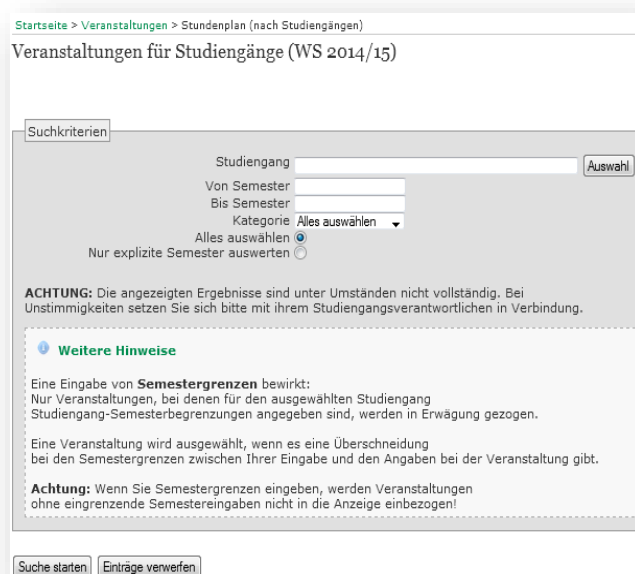 Startseite > Veranstaltungen > Stundenplan (nach Studiengängen)
Veranstaltungen für Studiengänge (WS 2014/15)
Suchkriterien
Studiengang Auswahl
Von Semester
Bis Semester
Kategorie Alles auswählen
Alles auswählen
Nur explizite Semester auswerten
ACHTUNG: Die angezeigten Ergebnisse sind unter Umständen nicht vollständig. Bei
Unstimmigkeiten setzen Sie sich bitte mit ihrem Studiengangsverantwortlichen in Verbindung.
Weitere Hinweise
Eine Eingabe von Semestergrenzen bewirkt:
Nur Veranstaltungen, bei denen für den ausgewählten Studiengang
Studiengang-Semesterbegrenzungen angegeben sind, werden in Erwägung gezogen.
Eine Veranstaltung wird ausgewählt, wenn es eine Überschneidung
bei den Semestergrenzen zwischen Ihrer Eingabe und den Angaben bei der Veranstaltung gibt.
Achtung: Wenn Sie Semestergrenzen eingeben, werden Veranstaltungen
ohne eingrenzende Semestereingaben nicht in die Anzeige einbezogen!
Suche starten Einträge verwerfen